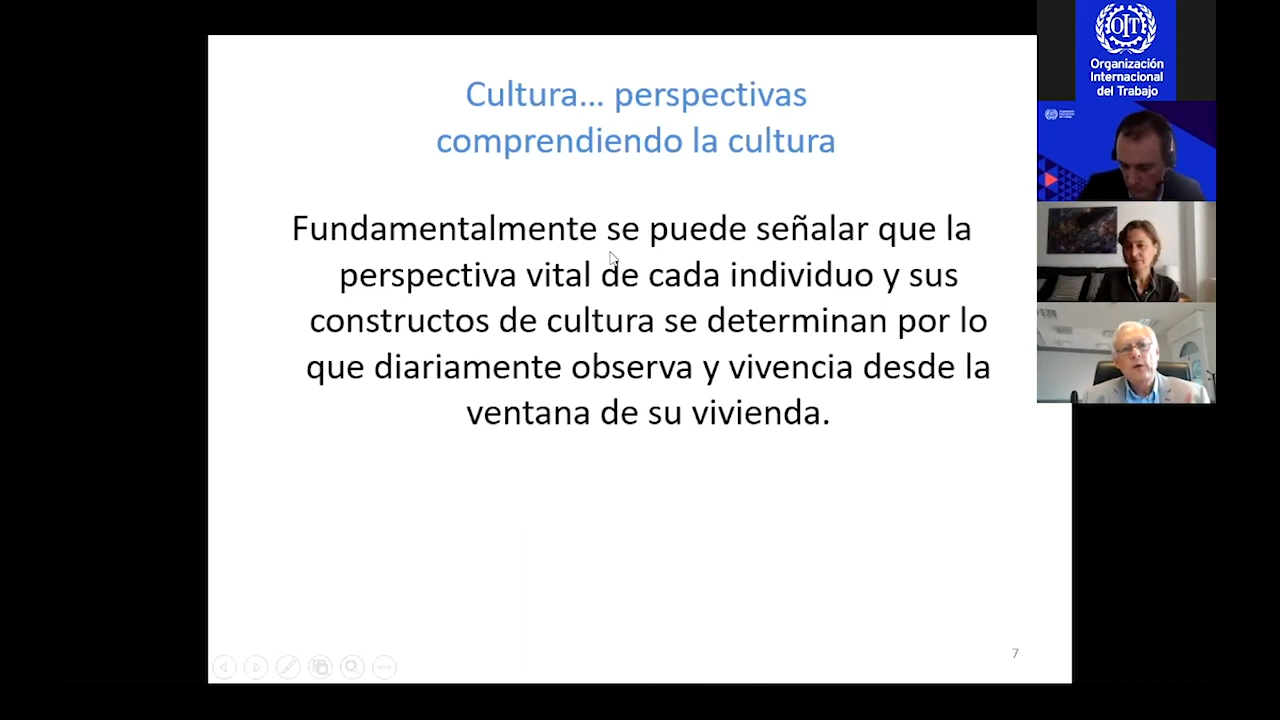 Cultura... perspectivas
comprendiendo la cultura
Fundamentalmente se puede señalar que la
perspectiva vital de cada individuo y sus
constructos de cultura se determinan por lo
que diariamente observa y vivencia desde la
ventana de su vivienda.
7
OIT
Organización
Internacional
del Trabajo